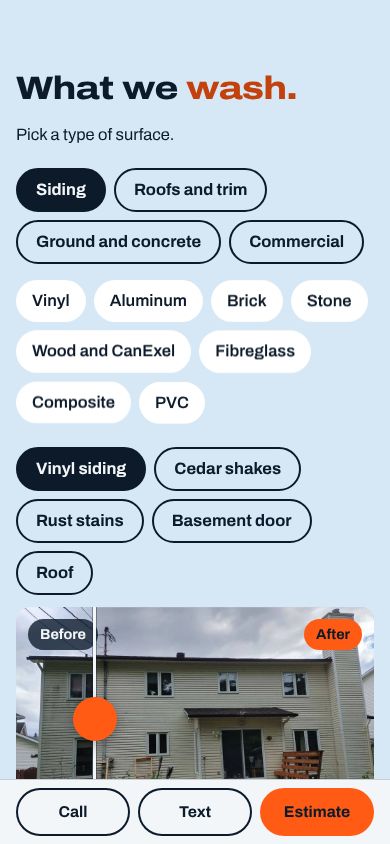 What we wash.
Pick a type of surface.
Siding
Roofs and trim
Ground and concrete
Commercial
Vinyl
Aluminum
Brick
Stone
Wood and CanExel
Fibreglass
Composite
PVC
Vinyl siding
Cedar shakes
Rust stains
Basement door
Roof
Before
After
Call
Text
Estimate